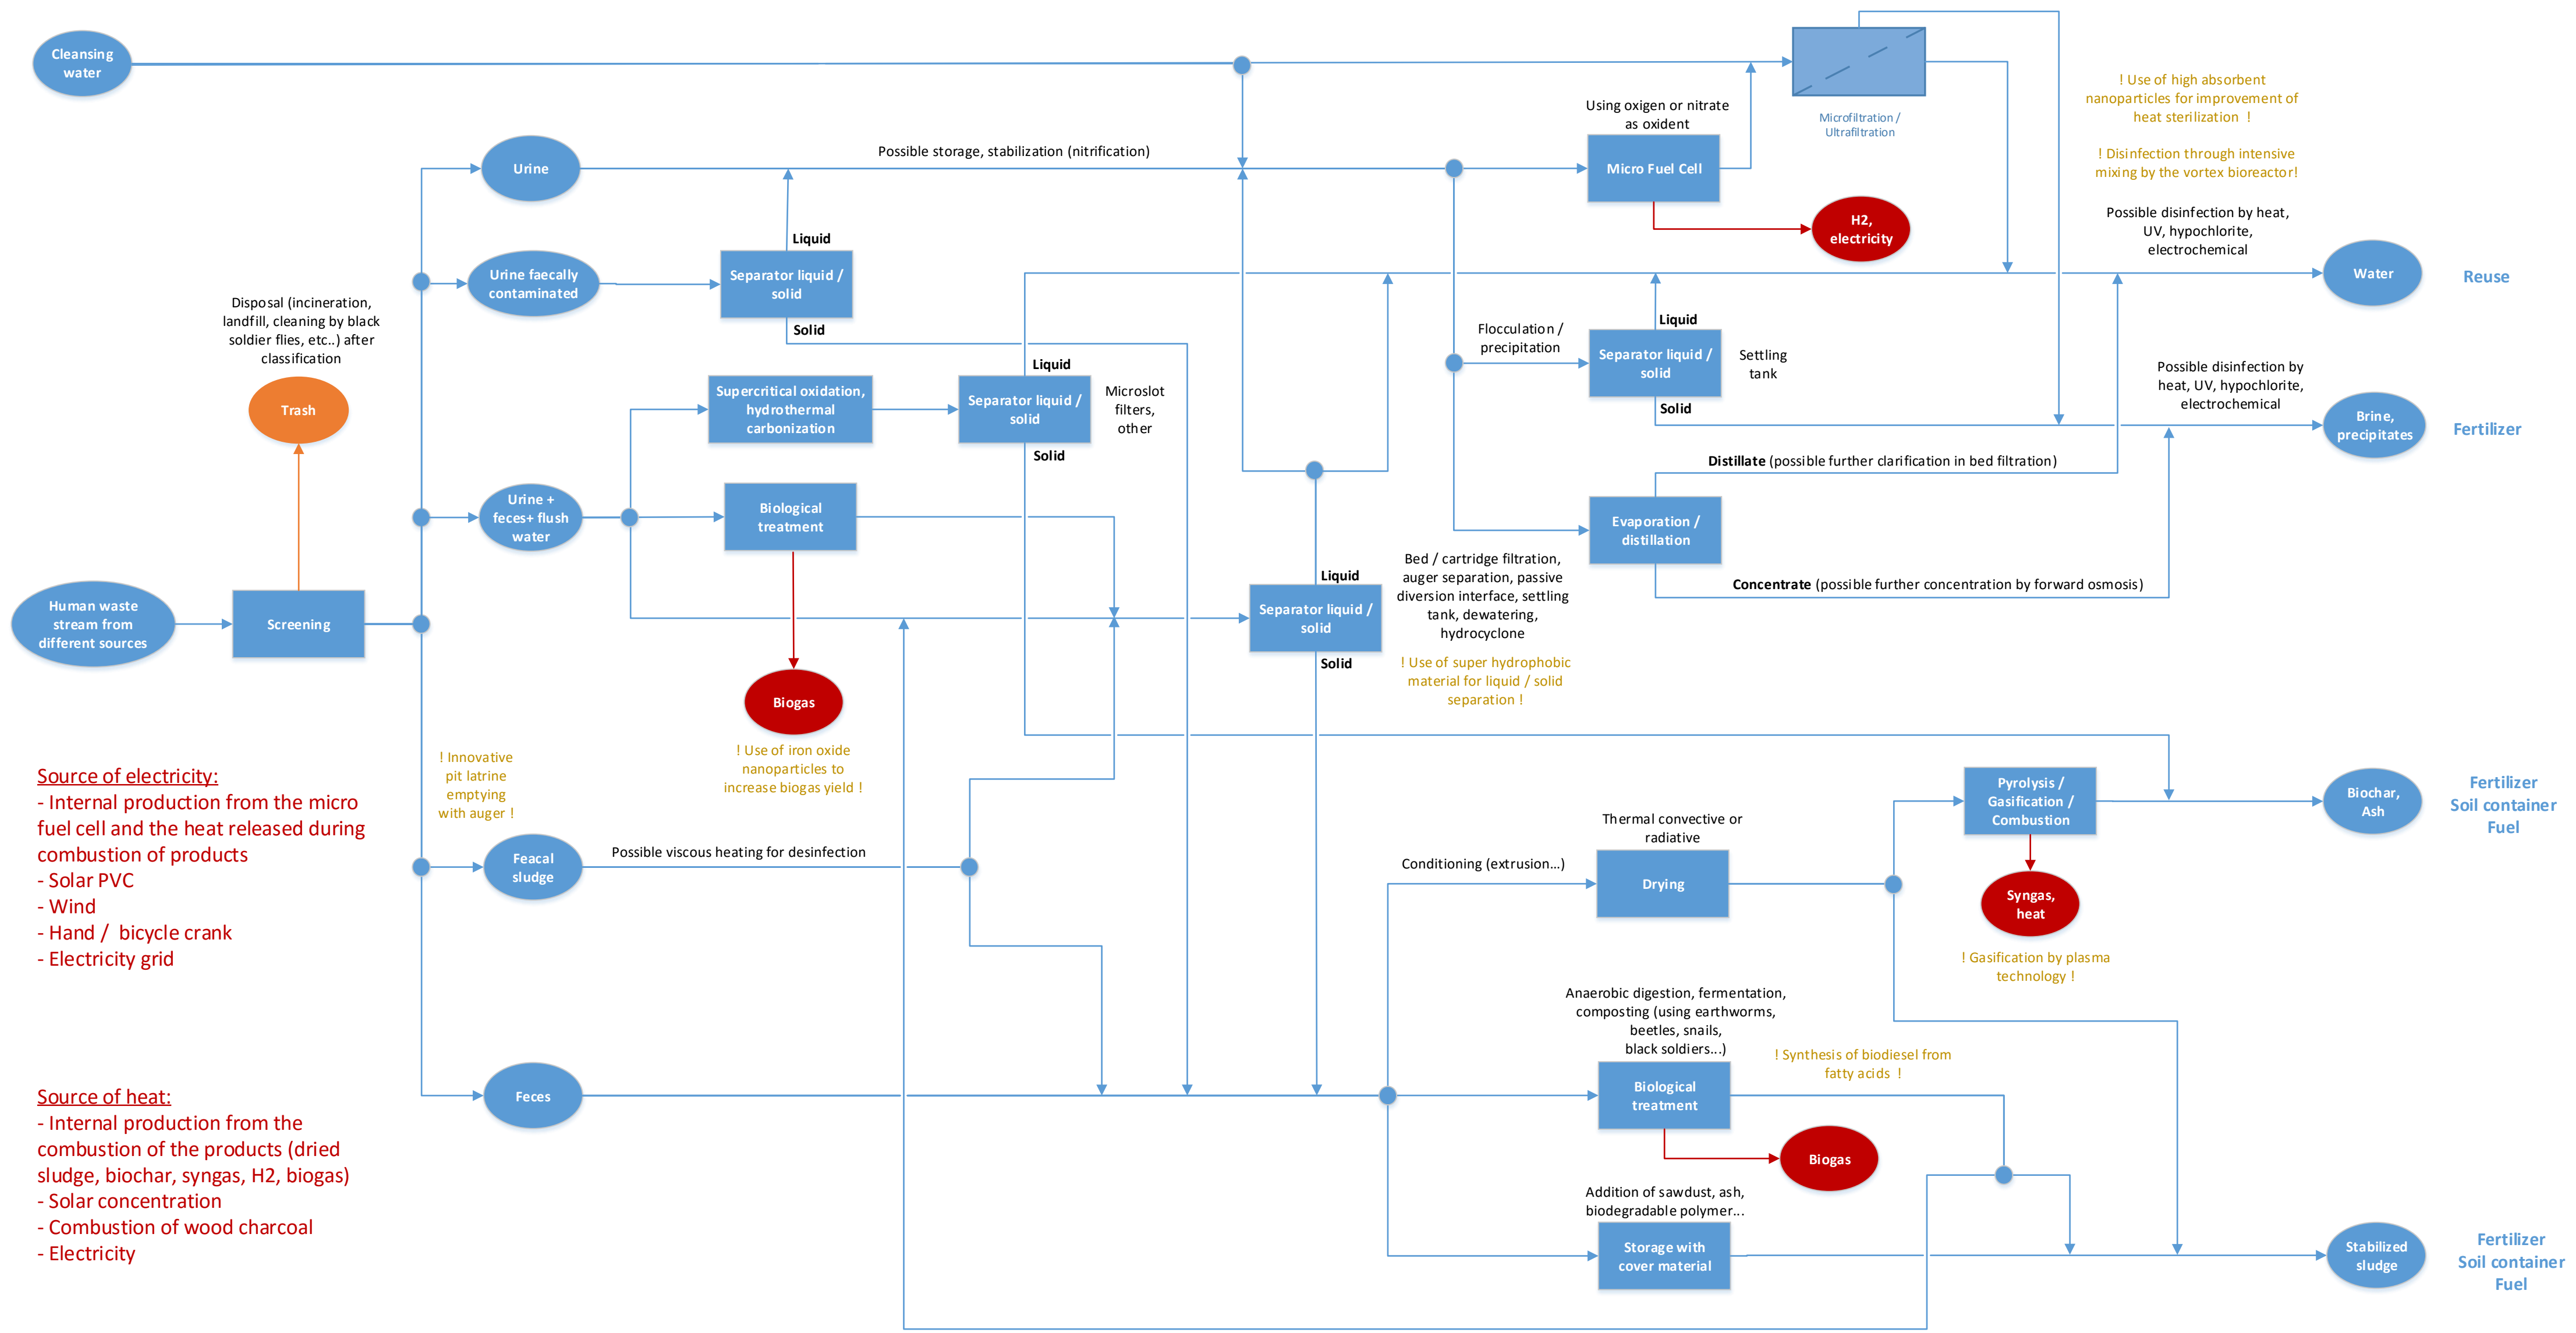 Cleansing
water
Microfiltration /
Ultrafiltration
! Use of high absorbent
nanoparticles for improvement of
heat sterilization  !
! Disinfection through intensive
mixing by the vortex bioreactor!
Using oxigen or nitrate
as oxident
Micro Fuel Cell
H2,
electricity
Urine
Possible storage, stabilization (nitrification)
Possible disinfection by heat,
UV, hypochlorite,
electrochemical
Water
Reuse
Urine faecally
contaminated
Liquid
Separator liquid /
solid
Solid
Disposal (incineration,
landfill, cleaning by black
soldier flies, etc..) after
classification
Trash
Flocculation /
precipitation
Liquid
Separator liquid /
solid
Solid
Settling
tank
Possible disinfection by
heat, UV, hypochlorite,
electrochemical
Brine,
precipitates
Fertilizer
Supercritical oxidation,
hydrothermal
carbonization
Liquid
Separator liquid /
solid
Solid
Microslot
filters,
other
Distillate (possible further clarification in bed filtration)
Evaporation /
distillation
Concentrate (possible further concentration by forward osmosis)
Urine +
feces+ flush
water
Biological
treatment
Biogas
! Use of iron oxide
nanoparticles to
increase biogas yield !
Human waste
stream from
different sources
Screening
Liquid
Separator liquid /
solid
Solid
Bed / cartridge filtration,
auger separation, passive
diversion interface, settling
tank, dewatering,
hydrocyclone
! Use of super hydrophobic
material for liquid / solid
separation !
! Innovative
pit latrine
emptying
with auger !
Source of electricity:
- Internal production from the micro
fuel cell and the heat released during
combustion of products
- Solar PVC
- Wind
- Hand /  bicycle crank
- Electricity grid
Feacal
sludge
Possible viscous heating for desinfection
Conditioning (extrusion...)
Thermal convective or
radiative
Drying
Pyrolysis /
Gasification /
Combustion
Syngas,
heat
! Gasification by plasma
technology !
Biochar,
Ash
Fertilizer
Soil container
Fuel
Source of heat:
- Internal production from the
combustion of the products (dried
sludge, biochar, syngas, H2, biogas)
- Solar concentration
- Combustion of wood charcoal
- Electricity
Feces
Anaerobic digestion, fermentation,
composting (using earthworms,
beetles, snails,
black soldiers...)
Biological
treatment
! Synthesis of biodiesel from
fatty acids  !
Biogas
Addition of sawdust, ash,
biodegradable polymer...
Storage with
cover material
Stabilized
sludge
Fertilizer
Soil container
Fuel